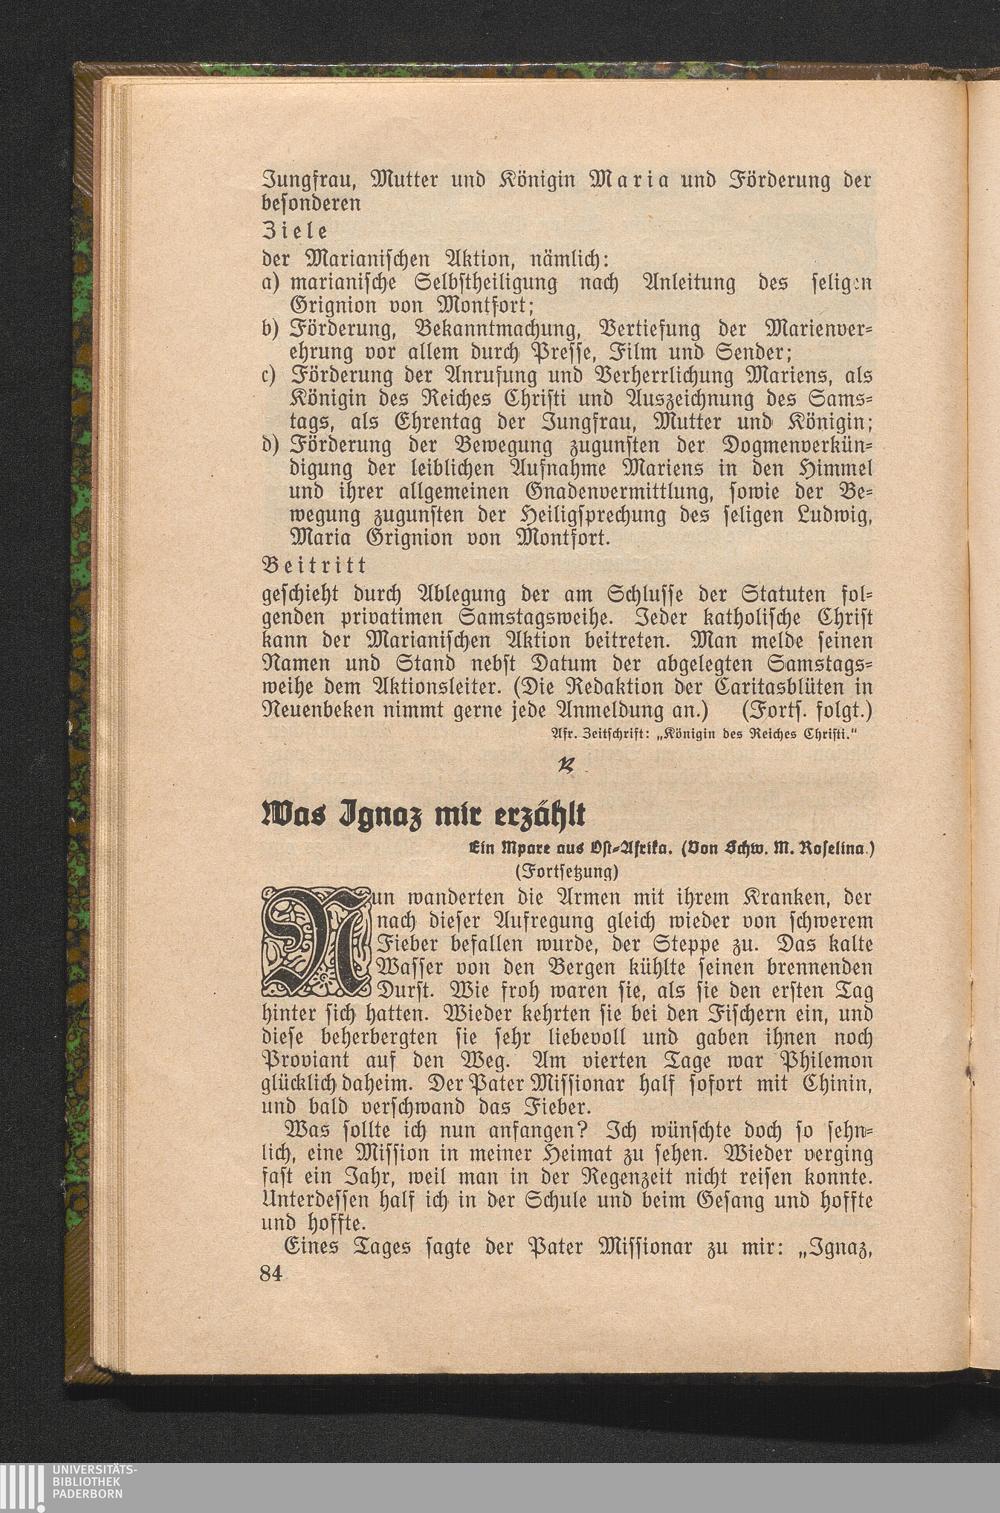 Jungfrau, Mutter und Königin Maria und Förderung der
besonderen
Ziele
der Marianischen Aktion, nämlich:
a) marianische Selbstheiligung nach Anleitung des seligen
Grignion von Montfort;
b) Förderung, Bekanntmachung, Vertiefung der Marienver-
ehrung vor allem durch Presse, Film und Sender;
c) Förderung der Anrufung und Verherrlichung Mariens, als
Königin des Reiches Christi und Auszeichnung des Sams-
tags, als Ehrentag der Jungfrau, Mutter und Königin;
d) Förderung der Bewegung zugunsten der Dogmenverkün-
digung der leiblichen Aufnahme Mariens in den Himmel
und ihrer allgemeinen Gnadenvermittlung, sowie der Be-
wegung zugunsten der Heiligsprechung des seligen Ludwig,
Maria Grignion von Montfort.
Beitritt
geschieht durch Ablegung der am Schlusse der Statuten fol-
genden privatimen Samstagsweihe. Jeder katholische Christ
kann der Marianischen Aktion beitreten. Man melde seinen
Namen und Stand nebst Datum der abgelegten Samstags-
weihe dem Aktionsleiter. (Die Redaktion der Caritasblüten in
Neuenbeken nimmt gerne jede Anmeldung an.) (Forts. folgt.)
Afr. Zeitschrift: „Königin des Reiches Christi."
Was Ignaz mir erzählt
Ein Mpare aus Ost-Afrika. (Von Schw. M. Roselina.)
(Fortsetzung)
Nun wanderten die Armen mit ihrem Kranken, der
nach dieser Aufregung gleich wieder von schwerem
Fieber befallen wurde, der Steppe zu. Das kalte
Wasser von den Bergen kühlte seinen brennenden
Durst. Wie froh waren sie, als sie den ersten Tag
hinter sich hatten. Wieder kehrten sie bei den Fischern ein, und
diese beherbergten sie sehr liebevoll und gaben ihnen noch
Proviant auf den Weg. Am vierten Tage war Philemon
glücklich daheim. Der Pater Missionar half sofort mit Chinin,
und bald verschwand das Fieber.
Was sollte ich nun anfangen? Ich wünschte doch so sehn-
lich, eine Mission in meiner Heimat zu sehen. Wieder verging
fast ein Jahr, weil man in der Regenzeit nicht reisen konnte.
Unterdessen half ich in der Schule und beim Gesang und hoffte
und hoffte.
Eines Tages sagte der Pater Missionar zu mir: „Ignaz,
84
UNIVERSITÄTS-
BIBLIOTHEK
PADERBORN